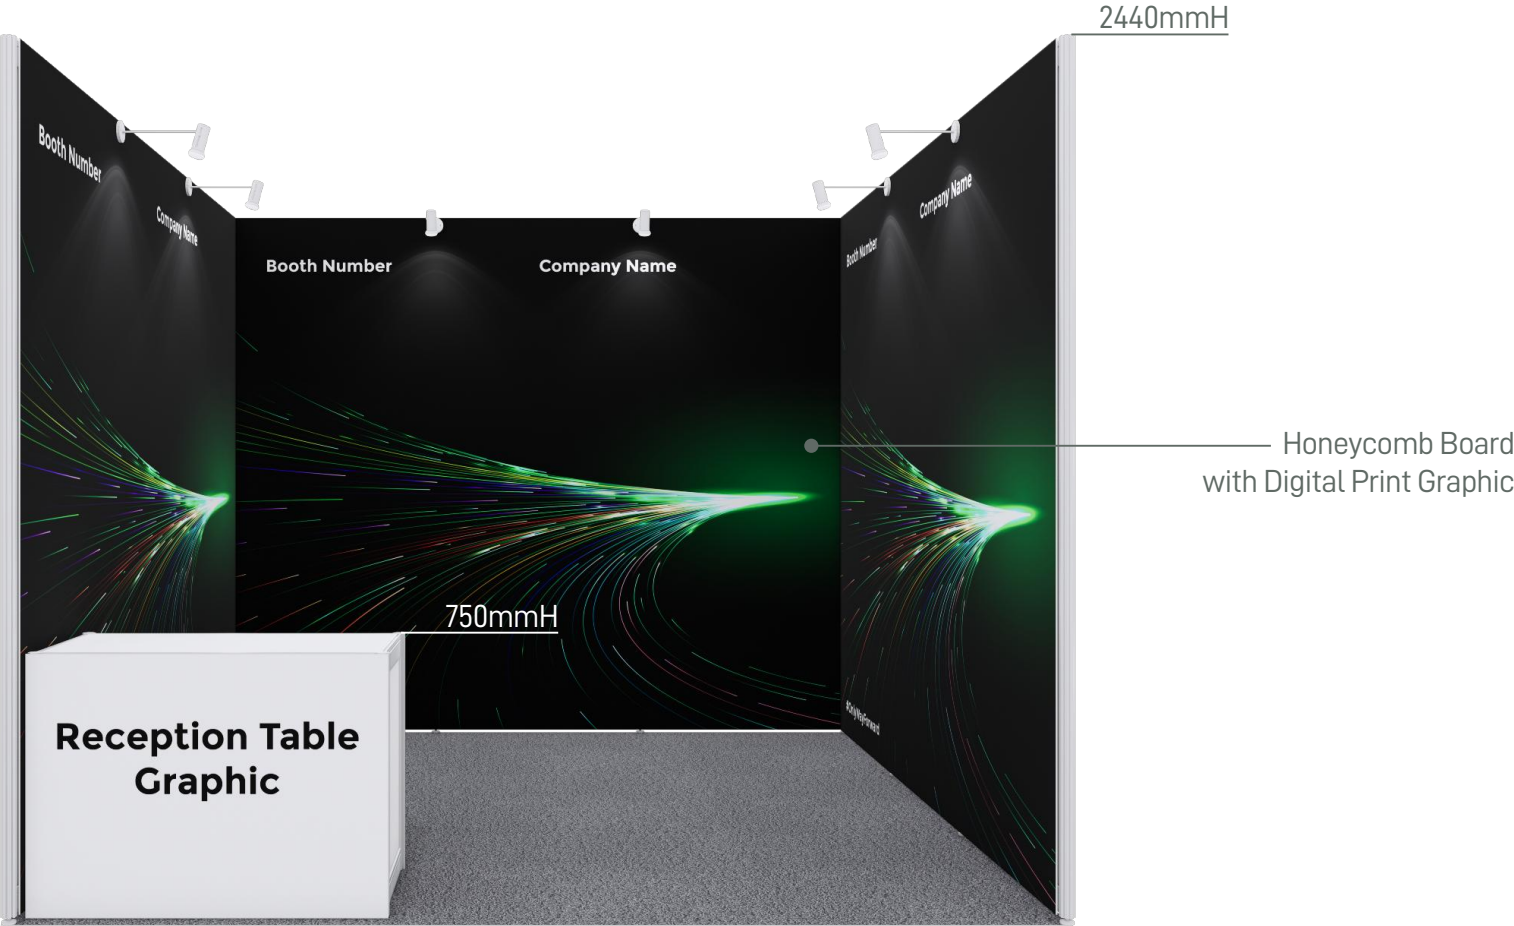 2440mmH
Booth Number
Company Name
Booth Number
Company Name
Booth Number
Company Name
Honeycomb Board
with Digital Print Graphic
750mmH
#OnlyWayForward
Reception Table
Graphic